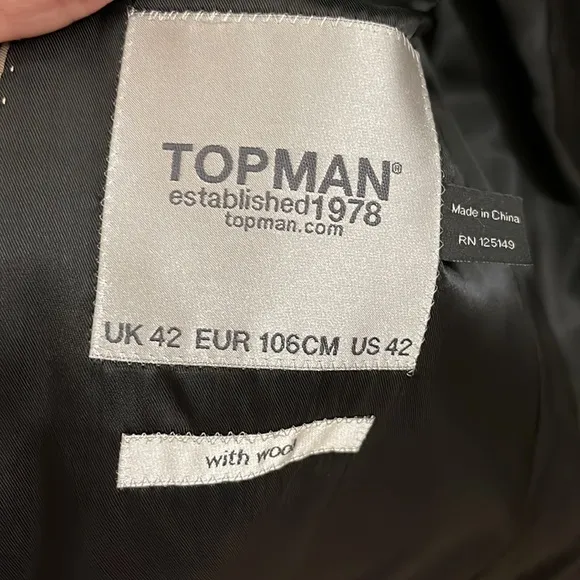 TOPMAN®
established1978
topman.com
UK 42 EUR 106CM US 42
with wool
Made in China
RN 125149